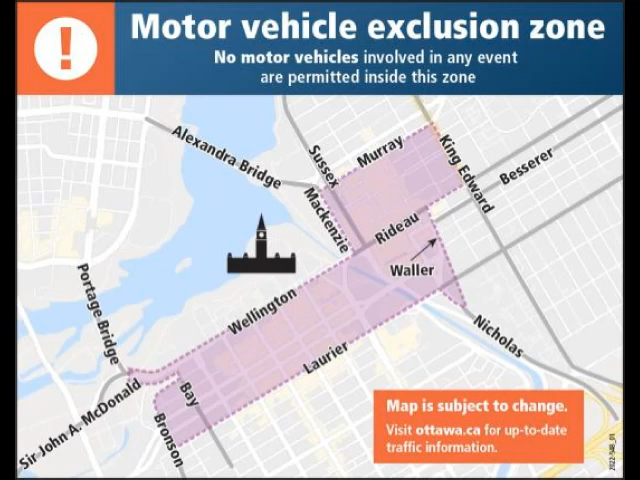 !
Motor vehicle exclusion zone
No motor vehicles involved in any event
are permitted inside this zone
Alexandra Bridge
Sussex
Murray
King Edward
Besserer
Mackenzie
Rideau
Waller
Wellington
Portage Bridge
Laurier
Nicholas
Sir John A. McDonald
Bay
Bronson
Map is subject to change.
Visit ottawa.ca for up-to-date
traffic information.
2022-548_01